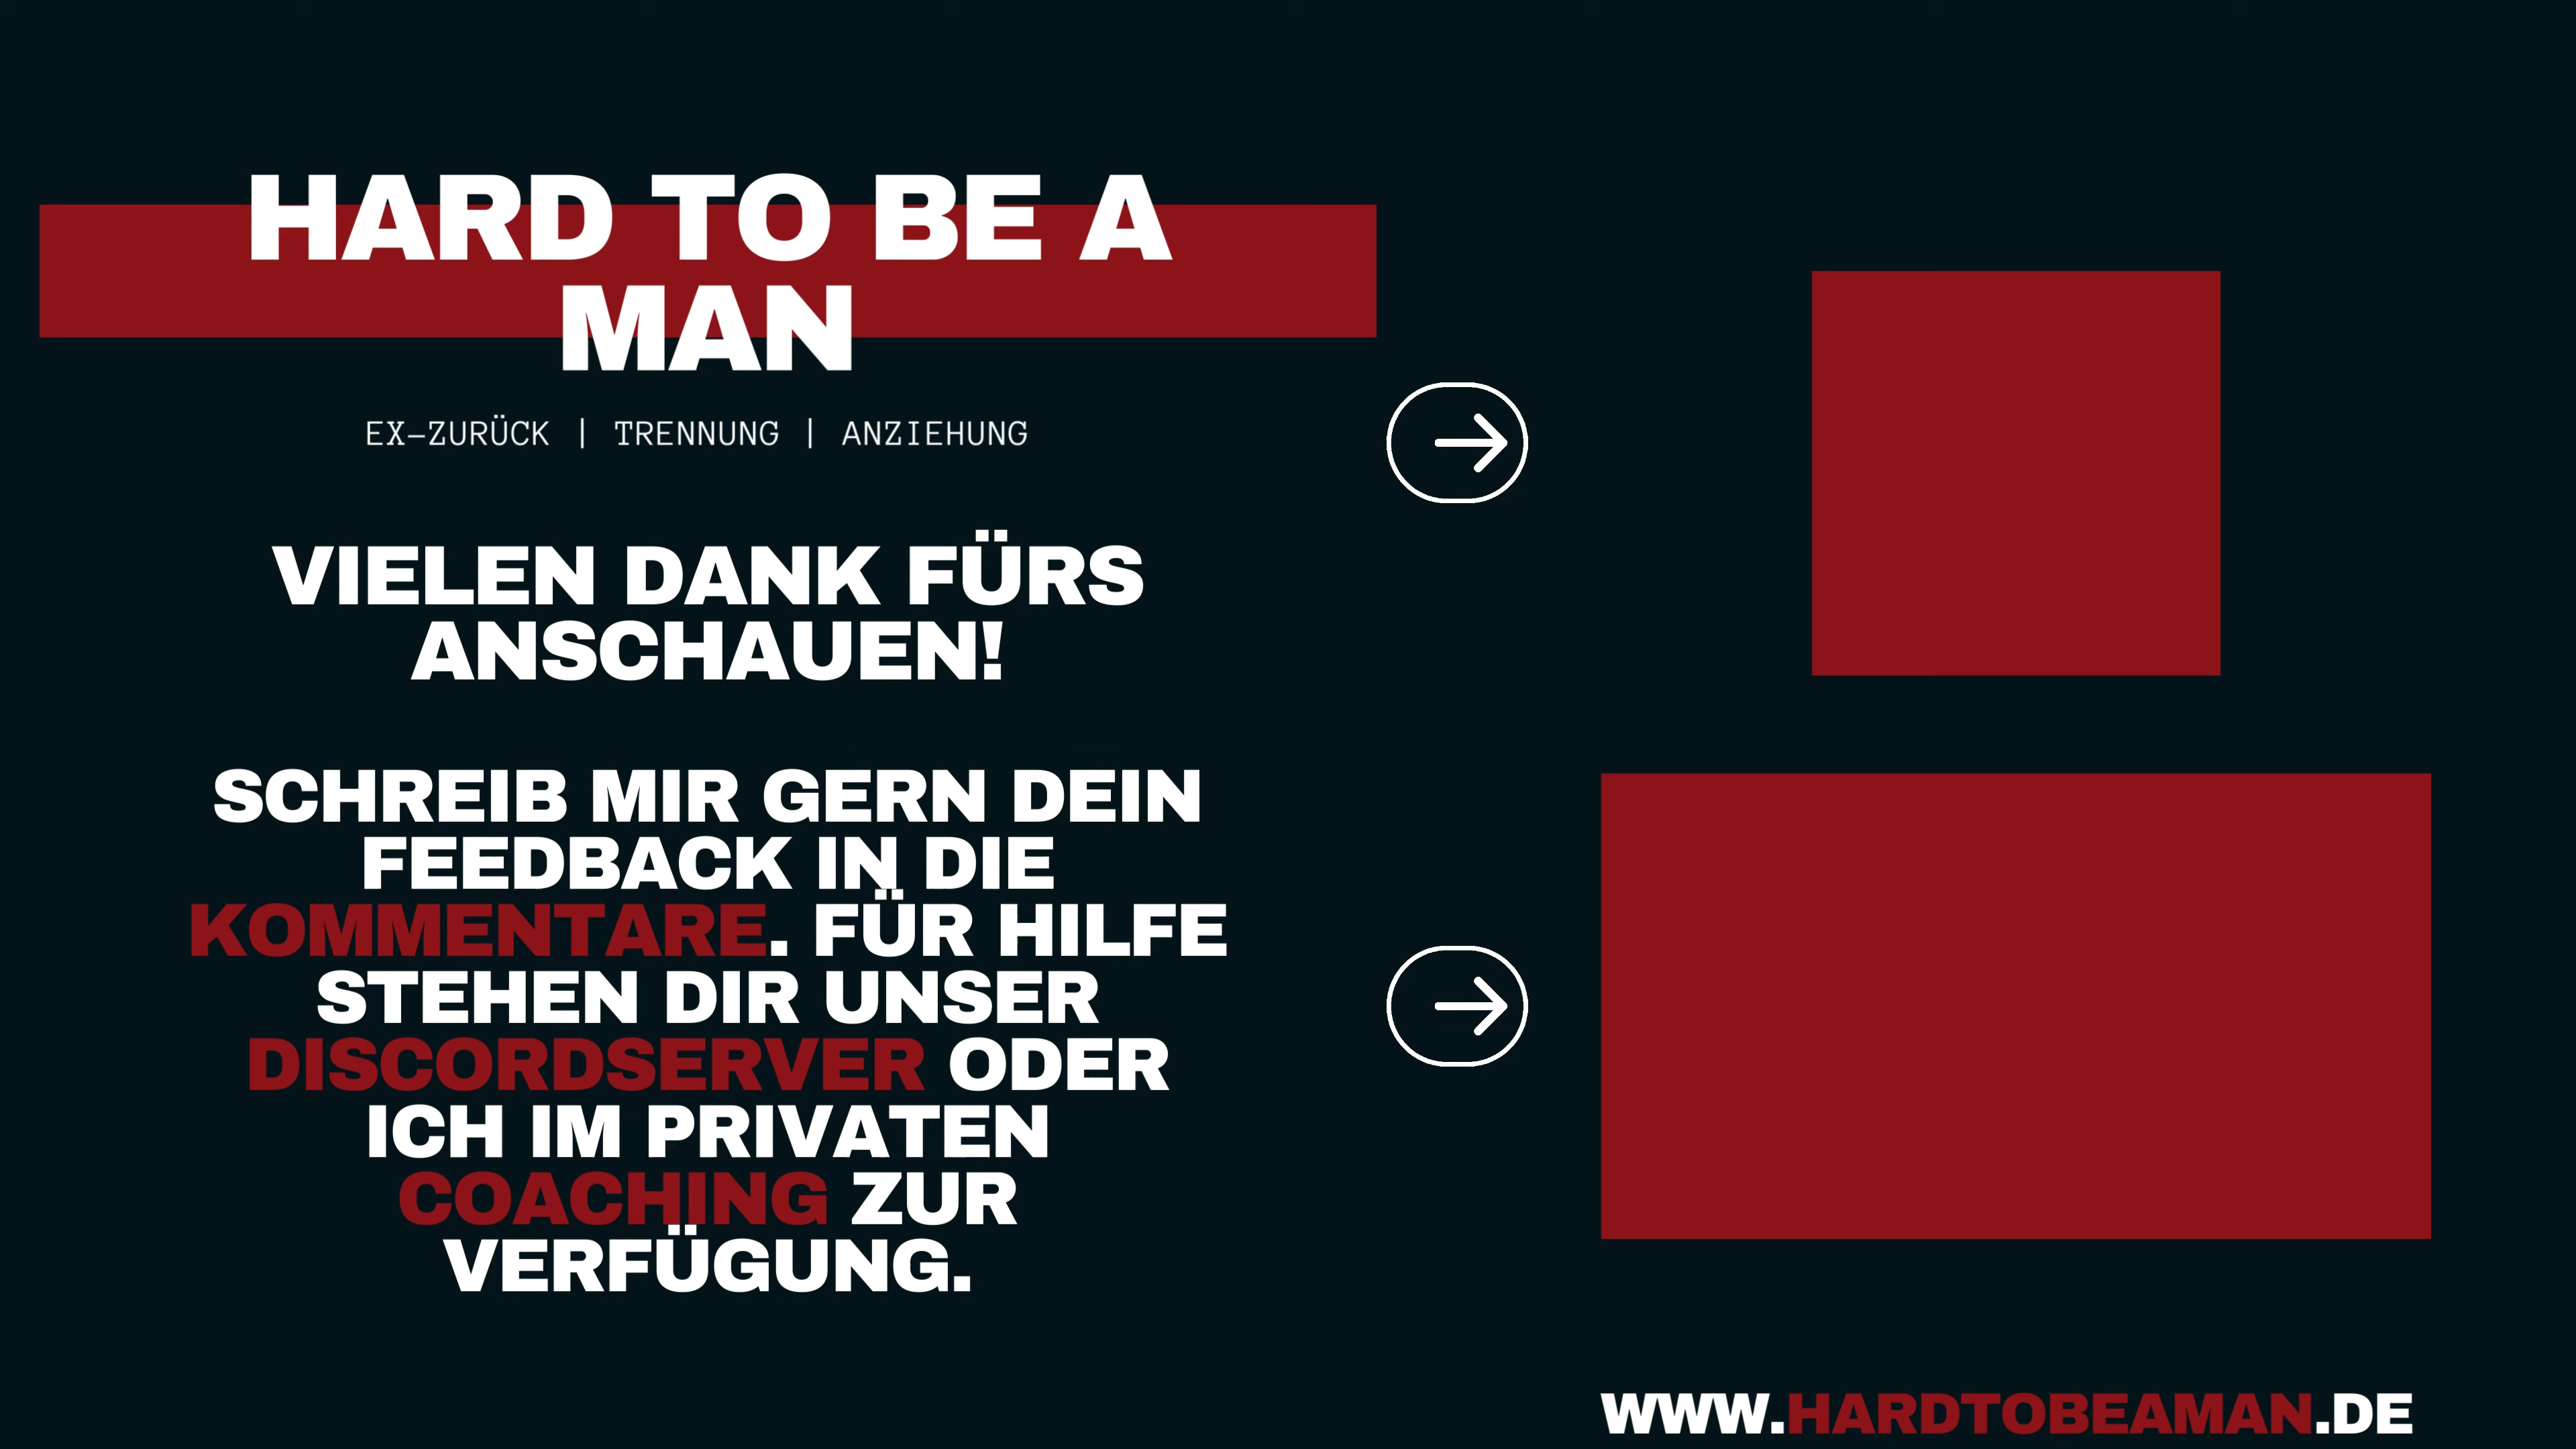 HARD TO BE A
MAN
EX-ZURÜCK | TRENNUNG | ANZIEHUNG
VIELEN DANK FÜRS
ANSCHAUEN!
SCHREIB MIR GERN DEIN
FEEDBACK IN DIE
KOMMENTARE. FÜR HILFE
STEHEN DIR UNSER
DISCORDSERVER ODER
ICH IM PRIVATEN
COACHING ZUR
VERFÜGUNG.
WWW.HARDTOBEAMAN.DE